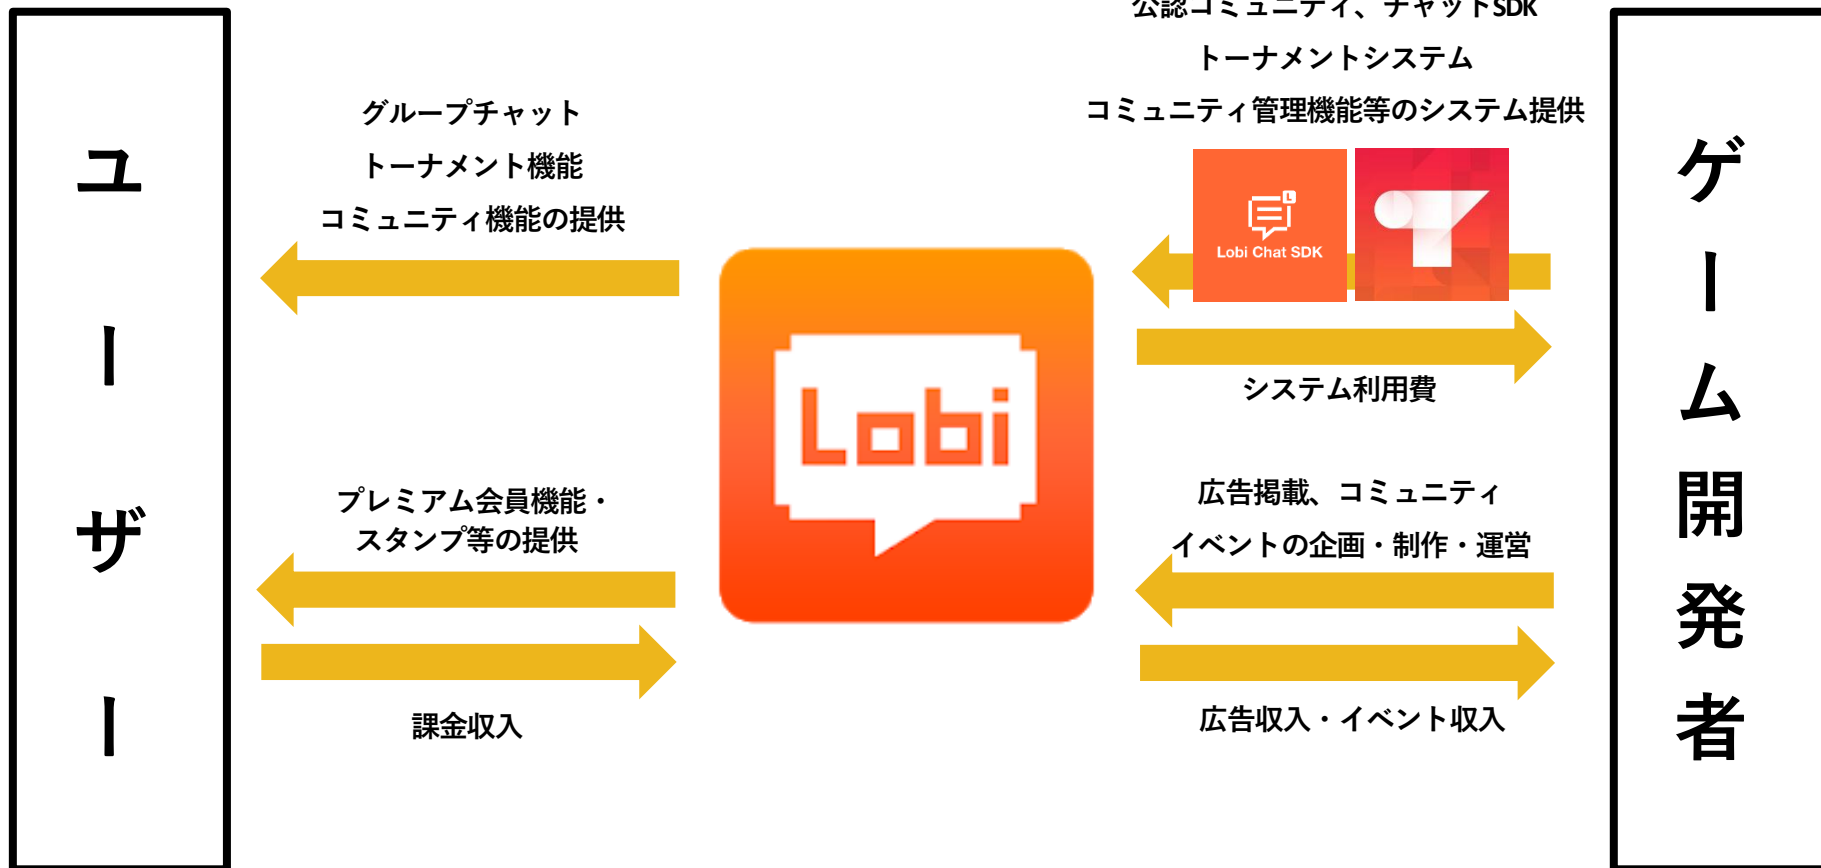 ユーザー
グループチャット
トーナメント機能
コミュニティ機能の提供
プレミアム会員機能・
スタンプ等の提供
課金収入
Lobi
公認コミュニティ、チャットSDK
トーナメントシステム
コミュニティ管理機能等のシステム提供
Lobi Chat SDK
システム利用費
広告掲載、コミュニティ
イベントの企画・制作・運営
広告収入・イベント収入
ゲーム開発者